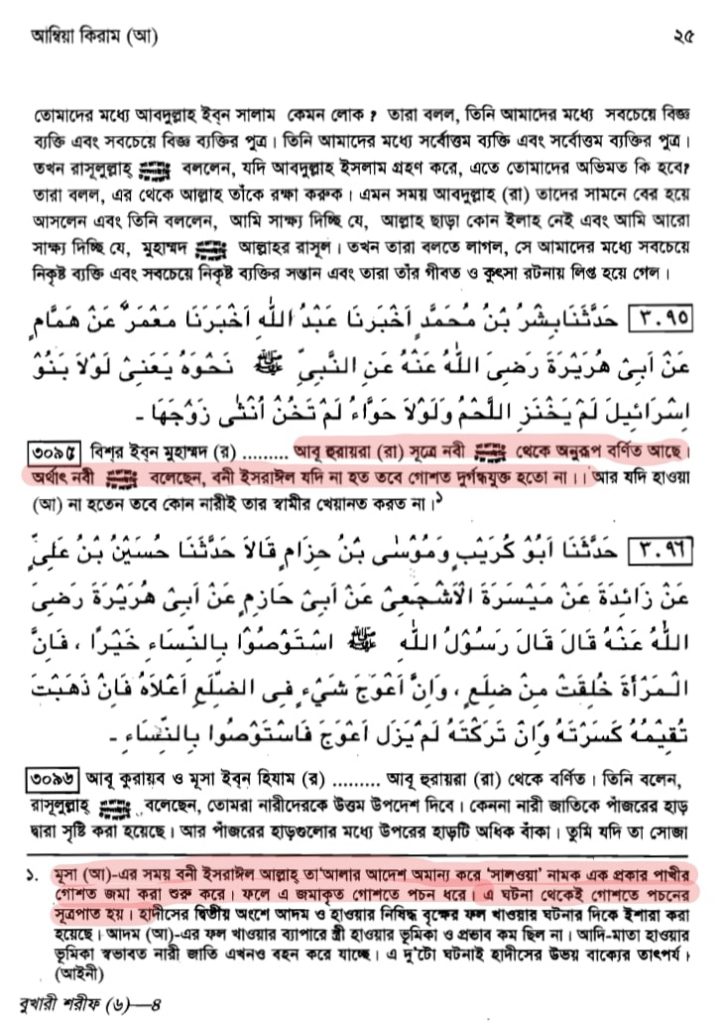 আম্বিয়া কিরাম (আ) ২৫
তোমাদের মধ্যে আবদুল্লাহ ইব্‌ন সালাম কেমন লোক? তারা বলল, তিনি আমাদের মধ্যে সবচেয়ে বিজ্ঞ
ব্যক্তি এবং সবচেয়ে বিজ্ঞ ব্যক্তির পুত্র। তিনি আমাদের মধ্যে সর্বোত্তম ব্যক্তি এবং সর্বোত্তম ব্যক্তির পুত্র।
তখন রাসূলুল্লাহ ﷺ বললেন, যদি আবদুল্লাহ ইসলাম গ্রহণ করে, এতে তোমাদের অভিমত কি হবে?
তারা বলল, এর থেকে আল্লাহ তাঁকে রক্ষা করুক। এমন সময় আবদুল্লাহ (রা) তাদের সামনে বের হয়ে
আসলেন এবং তিনি বললেন, আমি সাক্ষ্য দিচ্ছি যে, আল্লাহ ছাড়া কোন ইলাহ নেই এবং আমি আরো
সাক্ষ্য দিচ্ছি যে, মুহাম্মদ ﷺ আল্লাহর রাসূল। তখন তারা বলতে লাগল, সে আমাদের মধ্যে সবচেয়ে
নিকৃষ্ট ব্যক্তি এবং সবচেয়ে নিকৃষ্ট ব্যক্তির সন্তান এবং তারা তাঁর গীবত ও কুৎসা রটনায় লিপ্ত হয়ে গেল।
٣٠٩٥ حَدَّثَنَا بِشْرُ بْنُ مُحَمَّدٍ اَخْبَرَنَا عَبْدُ اللّٰهِ اَخْبَرَنَا مَعْمَرٌ عَنْ هَمَّامٍ
عَنْ اَبِىْ هُرَيْرَةَ رَضِىَ اللّٰهُ عَنْهُ عَنِ النَّبِىِّ ﷺ نَحْوَهُ يَعْنِىْ لَوْلاَ بَنُوْ
اِسْرَائِيلَ لَمْ يَخْنَزِ اللَّحْمُ وَلَوْلاَ حَوَّاءُ لَمْ تَخُنْ اُنْثٰى زَوْجَهَا -
৩০৯৫ বিশ্‌র ইব্‌ন মুহাম্মদ (র) ......... আবূ হুরায়রা (রা) সূত্রে নবী ﷺ থেকে অনুরূপ বর্ণিত আছে।
অর্থাৎ নবী ﷺ বলেছেন, বনী ইসরাঈল যদি না হত তবে গোশত দুর্গন্ধযুক্ত হতো না।। আর যদি হাওয়া
(আ) না হতেন তবে কোন নারীই তার স্বামীর খেয়ানত করত না।১
٣٠٩٦ حَدَّثَنَا اَبُوْ كُرَيْبٍ وَمُوْسٰى بْنُ حِزَامٍ قَالاَ حَدَّثَنَا حُسَيْنُ بْنُ عَلِىٍّ
عَنْ زَائِدَةَ عَنْ مَيْسَرَةَ الْاَشْجَعِىِّ عَنْ اَبِىْ حَازِمٍ عَنْ اَبِىْ هُرَيْرَةَ رَضِىَ
اللّٰهُ عَنْهُ قَالَ قَالَ رَسُوْلُ اللّٰهِ ﷺ اسْتَوْصُوْا بِالنِّسَاءِ خَيْرًا ، فَاِنَّ
الْمَرْأَةَ خُلِقَتْ مِنْ ضِلَعٍ ، وَاِنَّ اَعْوَجَ شَىْءٍ فِى الضِّلَعِ اَعْلاَهُ فَاِنْ ذَهَبْتَ
تُقِيْمُهُ كَسَرْتَهُ وَاِنْ تَرَكْتَهُ لَمْ يَزَل اَعْوَجَ فَاسْتَوْصُوا بِالنِّسَاءِ -
৩০৯৬ আবূ কুরায়ব ও মূসা ইব্‌ন হিযাম (র) ......... আবূ হুরায়রা (রা) থেকে বর্ণিত। তিনি বলেন,
রাসূলুল্লাহ্ ﷺ বলেছেন, তোমরা নারীদেরকে উত্তম উপদেশ দিবে। কেননা নারী জাতিকে পাঁজরের হাড়
দ্বারা সৃষ্টি করা হয়েছে। আর পাঁজরের হাড়গুলোর মধ্যে উপরের হাড়টি অধিক বাঁকা। তুমি যদি তা সোজা
১. মূসা (আ)-এর সময় বনী ইসরাঈল আল্লাহ্ তা'আলার আদেশ অমান্য করে 'সালওয়া' নামক এক প্রকার পাখীর
গোশত জমা করা শুরু করে। ফলে এ জমাকৃত গোশতে পচন ধরে। এ ঘটনা থেকেই গোশতে পচনের
সূত্রপাত হয়। হাদীসের দ্বিতীয় অংশে আদম ও হাওয়ার নিষিদ্ধ বৃক্ষের ফল খাওয়ার ঘটনার দিকে ইশারা করা
হয়েছে। আদম (আ)-এর ফল খাওয়ার ব্যাপারে স্ত্রী হাওয়ার ভূমিকা ও প্রভাব কম ছিল না। আদি-মাতা হাওয়ার
ভূমিকা স্বভাবত নারী জাতি এখনও বহন করে যাচ্ছে। এ দু'টো ঘটনাই হাদীসের উভয় বাক্যের তাৎপর্য।
(আইনী)
বুখারী শরীফ (৬)—৪